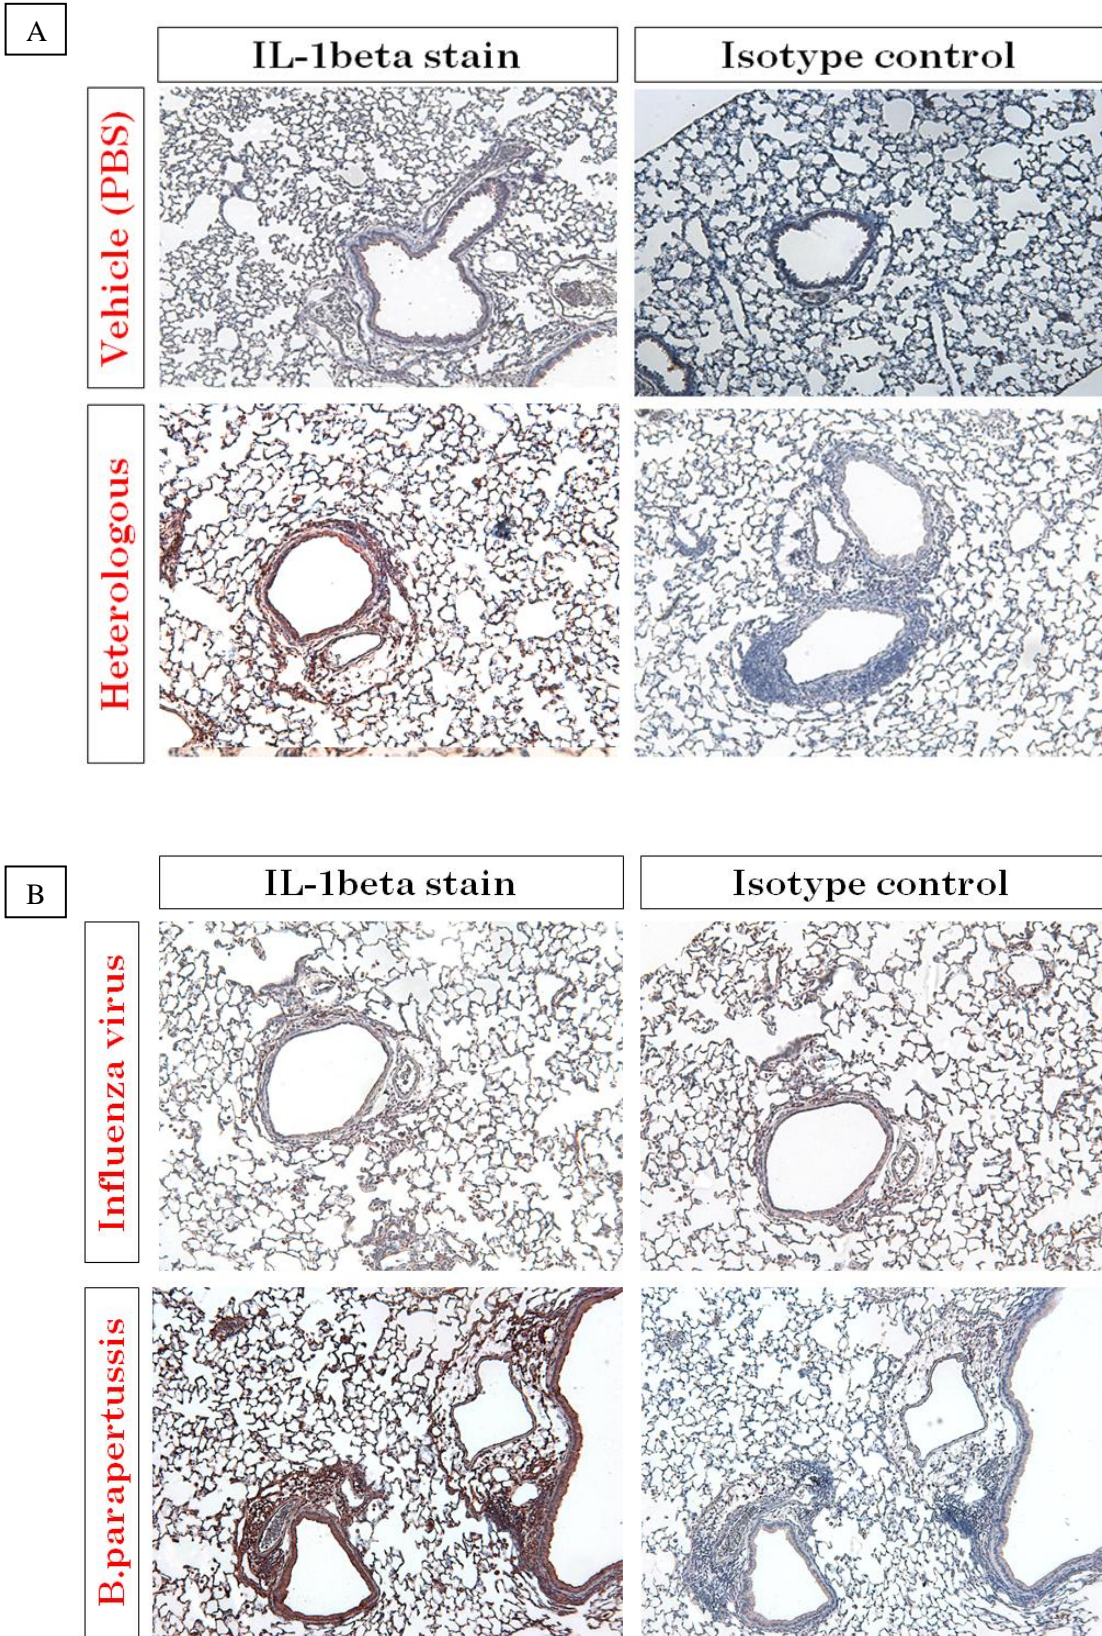 A
IL-1beta stain
Isotype control
Vehicle (PBS)
Heterologous
B
IL-1beta stain
Isotype control
Influenza virus
B.parapertussis